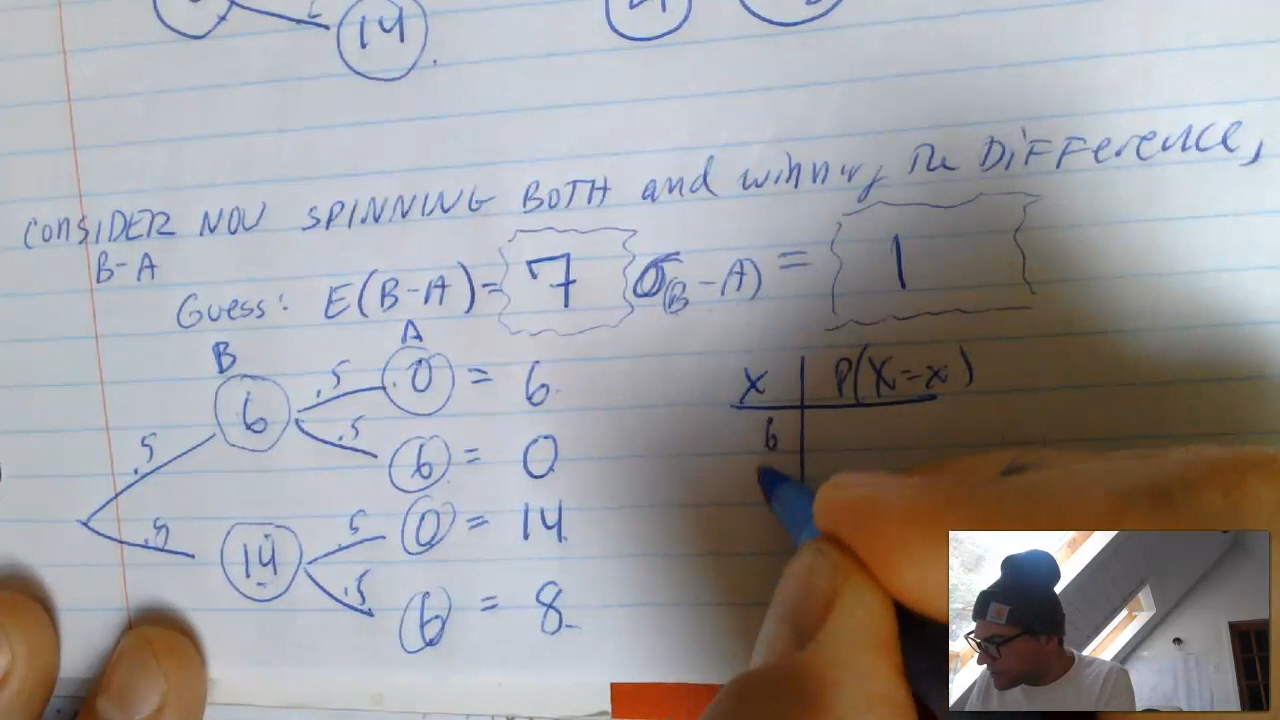 14
CONSIDER NOW SPINNING BOTH and winning The DIFFerence,
B-A
Guess: E(B-A)= 7 σ(B-A) = 1
B A
6 .5 0 = 6
.5 .5 6 = 0
.5 14 .5 0 = 14
.5 6 = 8
x P(X=x)
6